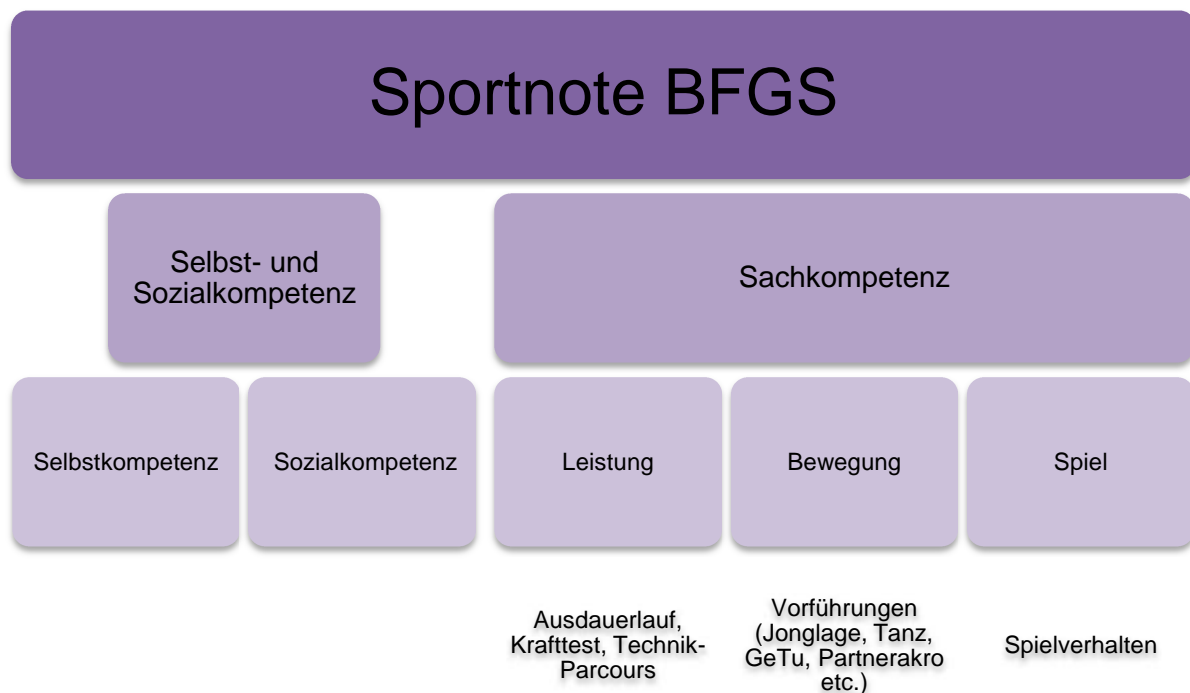 Sportnote BFGS
Selbst- und
Sozialkompetenz
Sachkompetenz
Selbstkompetenz
Sozialkompetenz
Leistung
Bewegung
Spiel
Ausdauerlauf,
Krafttest, Technik-
Parcours
Vorführungen
(Jonglage, Tanz,
GeTu, Partnerakro
etc.)
Spielverhalten